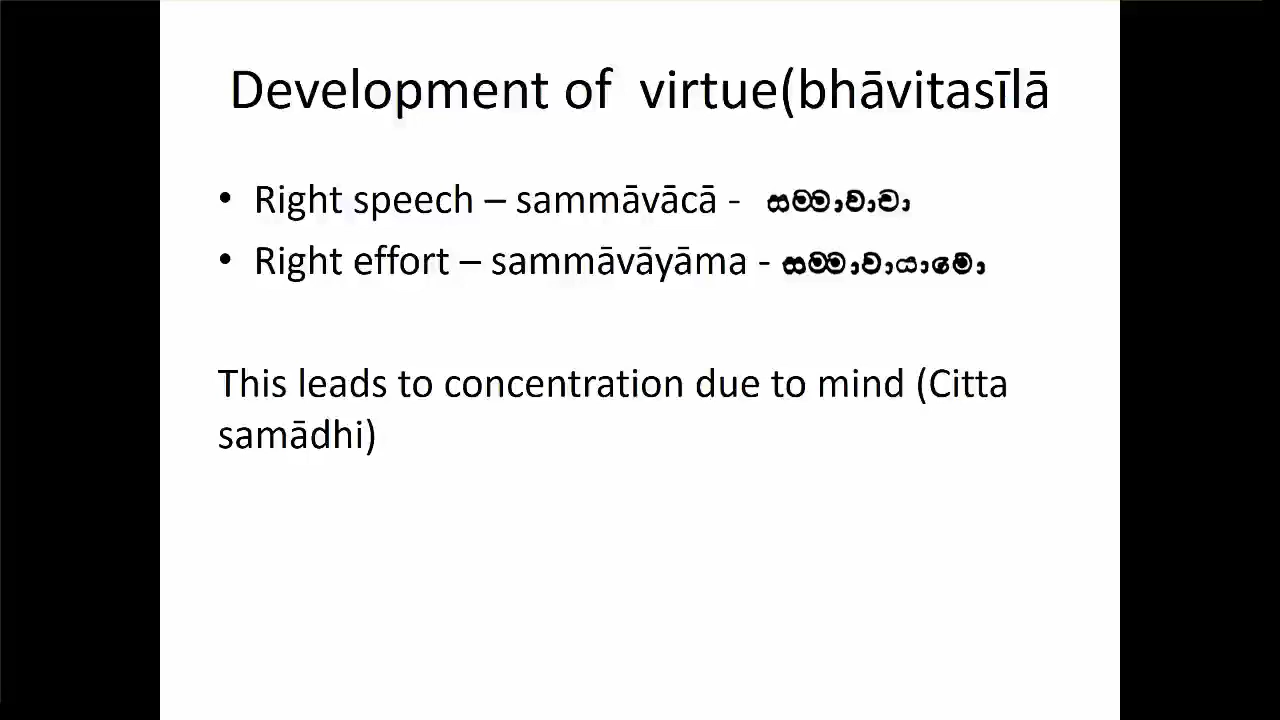 Development of virtue(bhāvitasīlā
• Right speech – sammāvācā - සම්මාවාචා
• Right effort – sammāvāyāma - සම්මාවායාමෝ
This leads to concentration due to mind (Citta
samādhi)